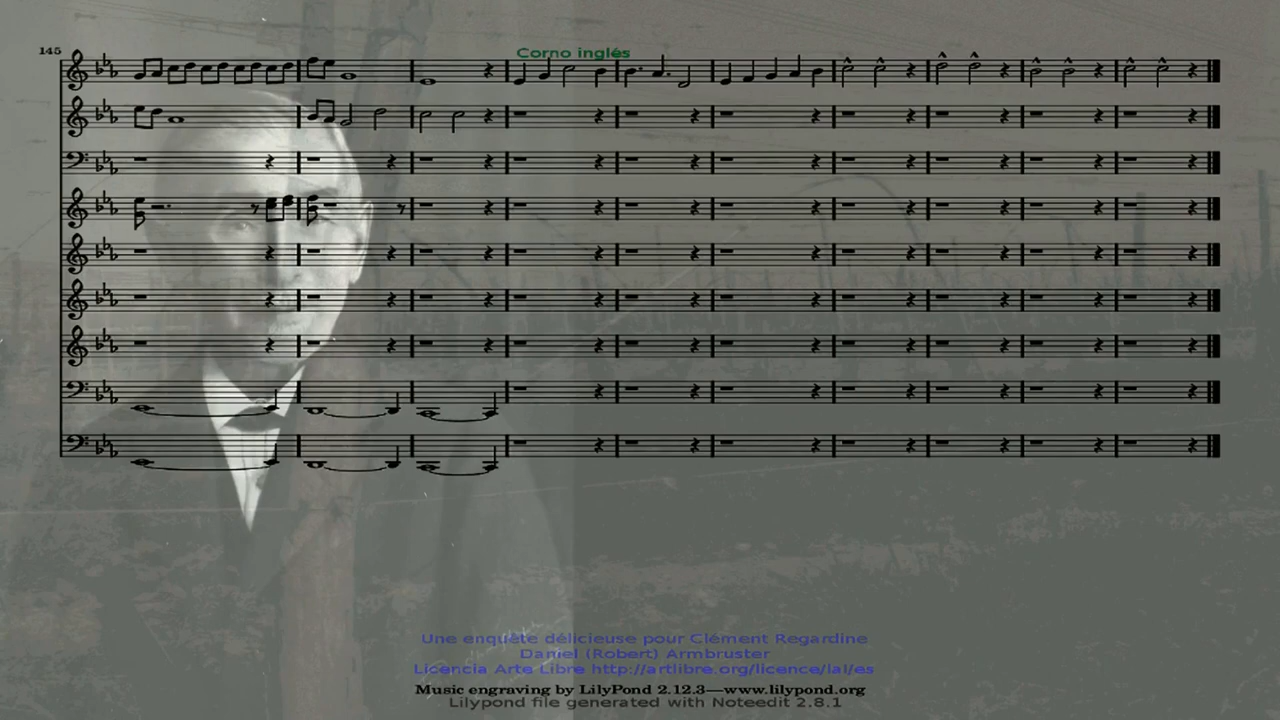 145
Corno inglés
Une enquête délicieuse pour Clément Regardine
Daniel (Robert) Armbruster
Licencia Arte Libre http://artlibre.org/licence/lal/es
Music engraving by LilyPond 2.12.3—www.lilypond.org
Lilypond file generated with Noteedit 2.8.1